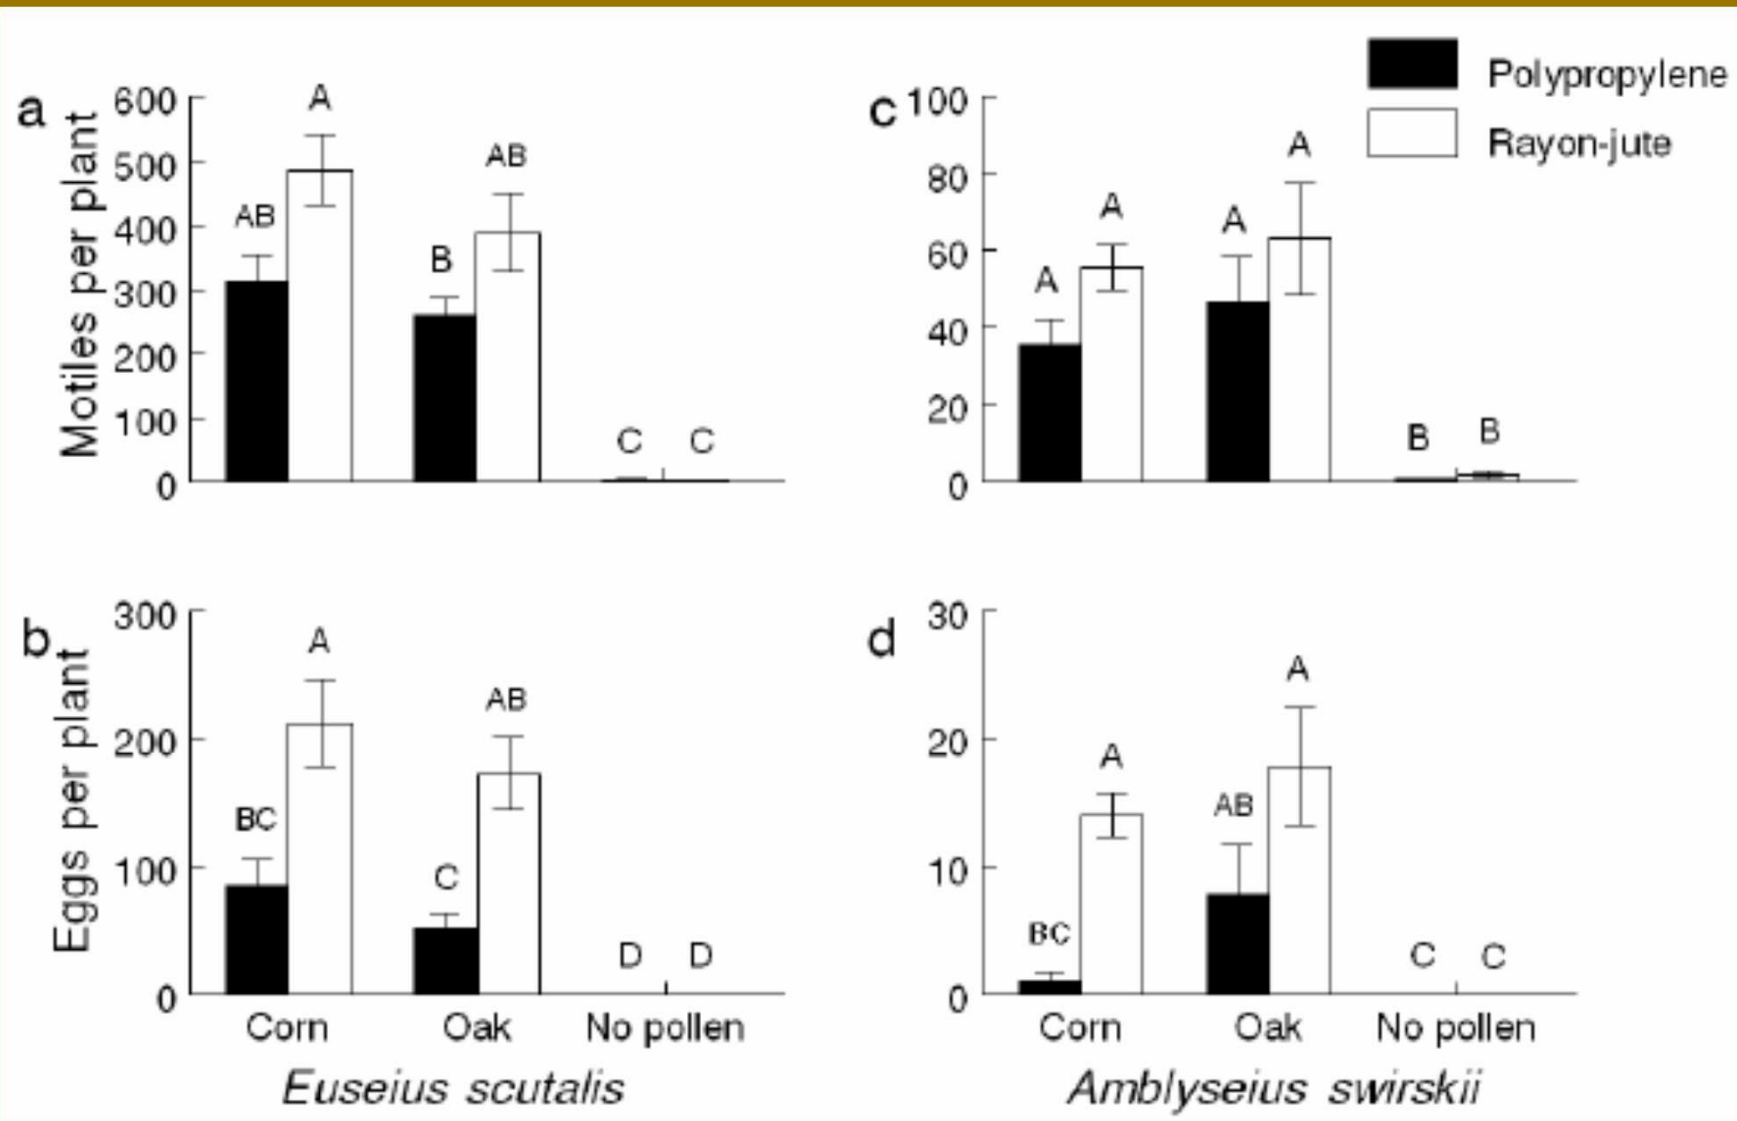 Polypropylene
Rayon-jute
a
Motiles per plant
600
500
400
300
200
100
0
AB
A
B
AB
C
C
c
100
80
60
40
20
0
A
A
A
A
B
B
b
Eggs per plant
300
200
100
0
BC
A
C
AB
D
D
Corn
Oak
No pollen
Euseius scutalis
d
30
20
10
0
BC
A
AB
A
C
C
Corn
Oak
No pollen
Amblyseius swirskii